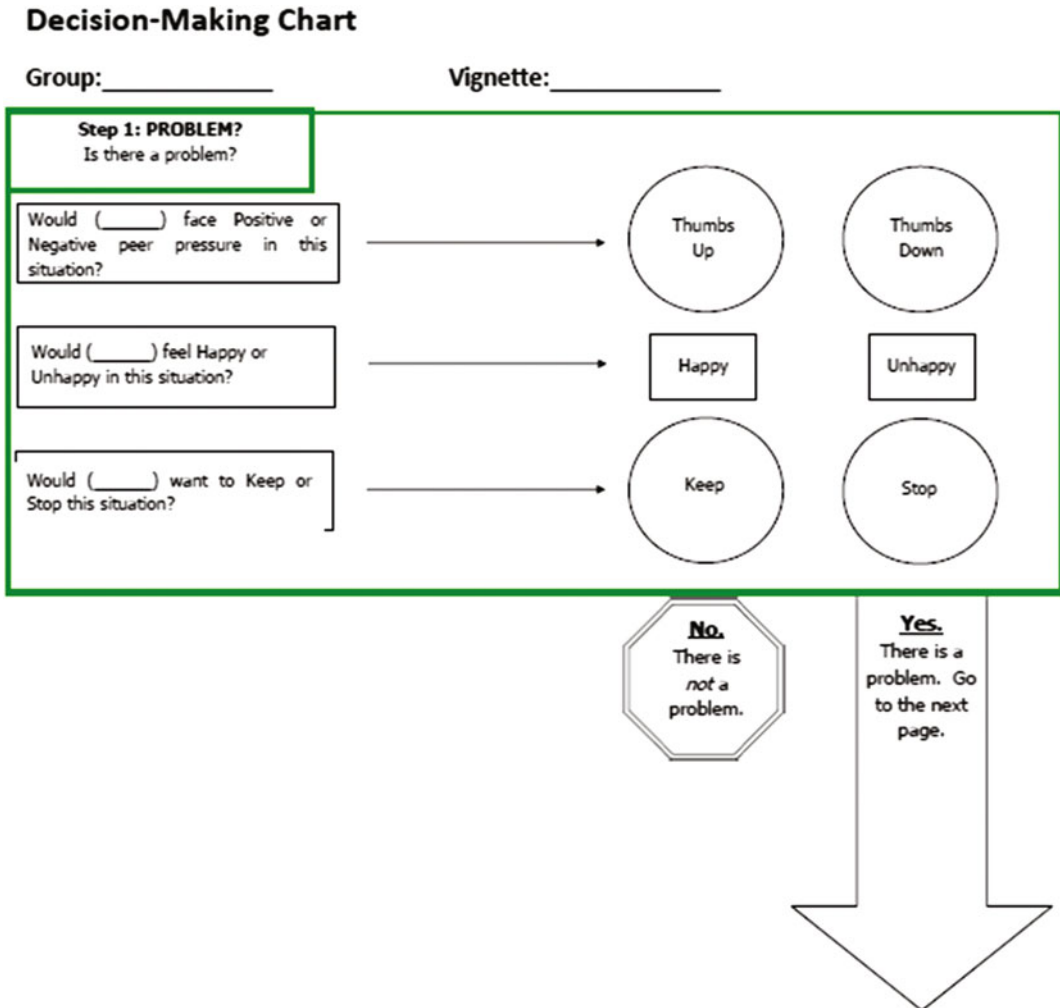 Decision-Making Chart
Group:_____________ Vignette:_____________
Step 1: PROBLEM?
Is there a problem?
Would (______) face Positive or
Negative peer pressure in this
situation?
Thumbs
Up
Thumbs
Down
Would (______) feel Happy or
Unhappy in this situation?
Happy
Unhappy
Would (______) want to Keep or
Stop this situation?
Keep
Stop
No.
There is
not a
problem.
Yes.
There is a
problem. Go
to the next
page.